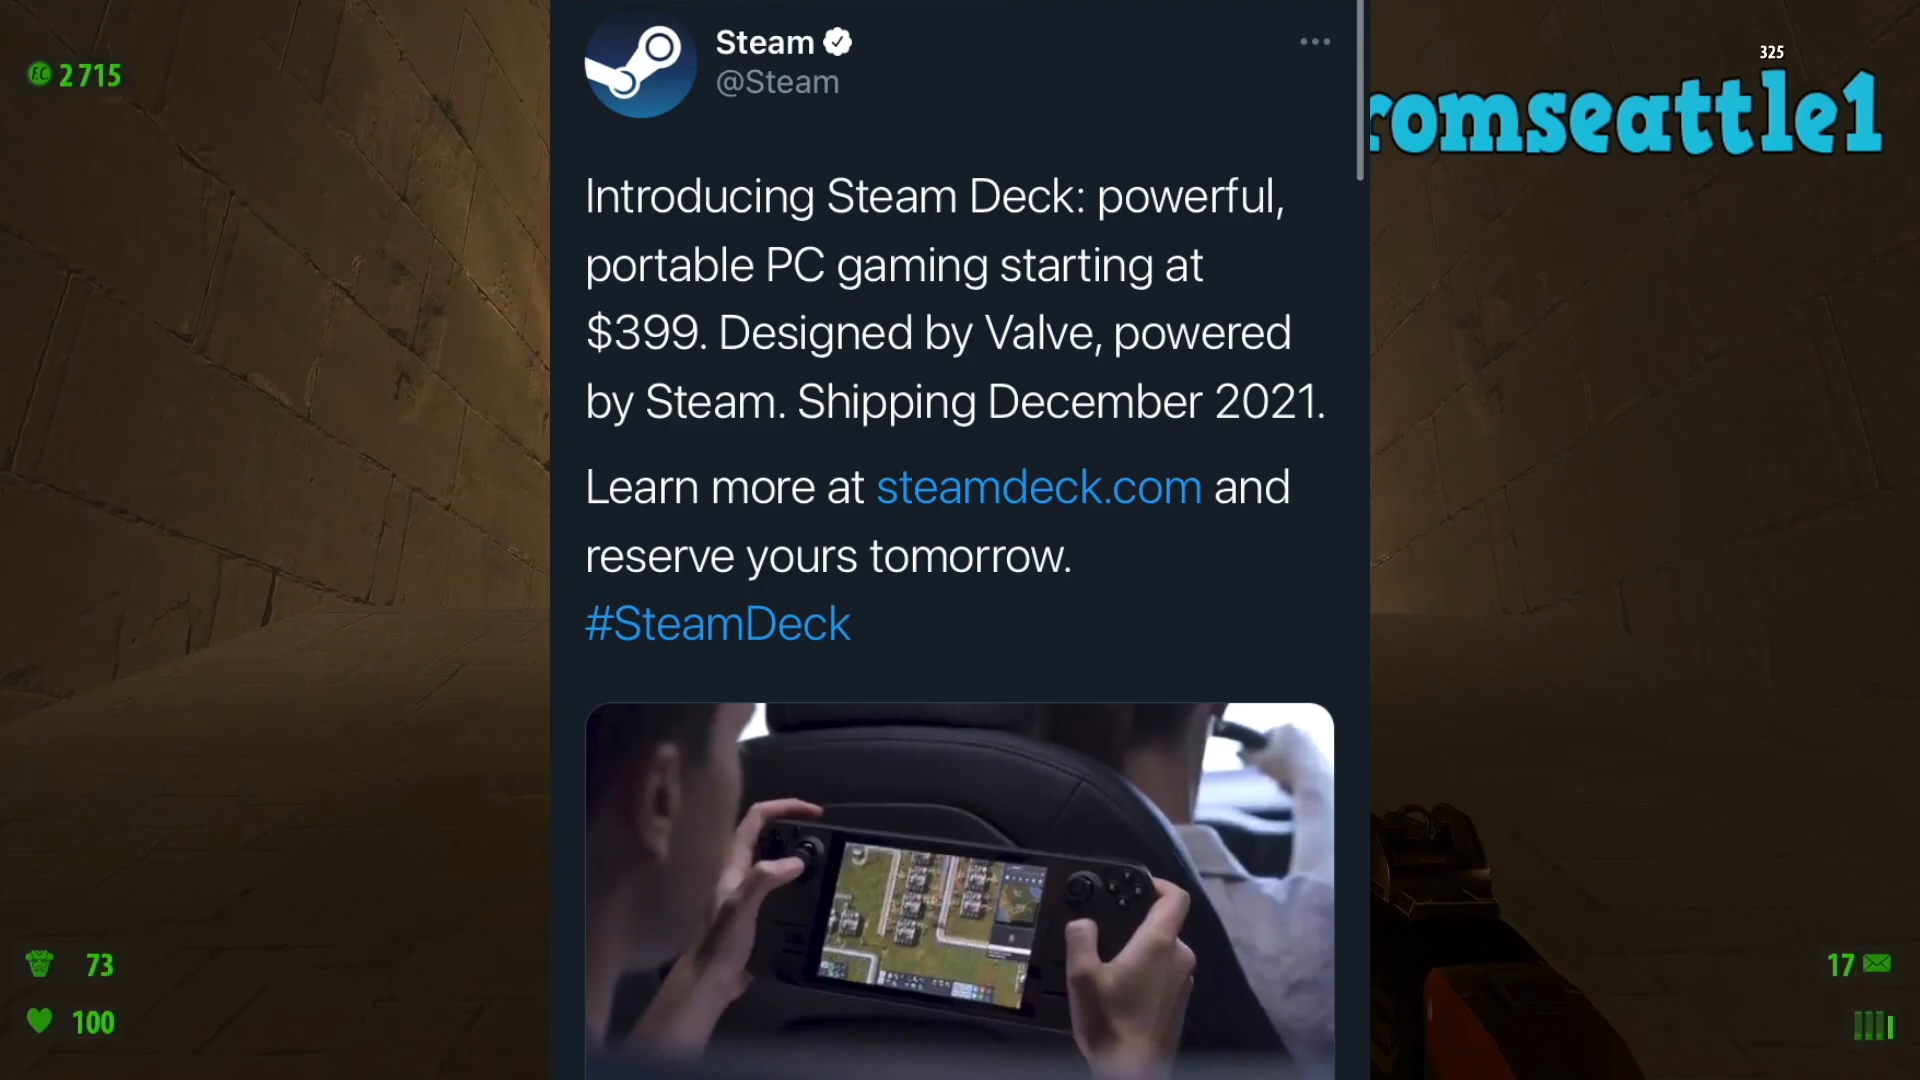 Steam
@Steam
325
2715
romseattle1
Introducing Steam Deck: powerful,
portable PC gaming starting at
$399. Designed by Valve, powered
by Steam. Shipping December 2021.
Learn more at steamdeck.com and
reserve yours tomorrow.
#SteamDeck
73
100
17